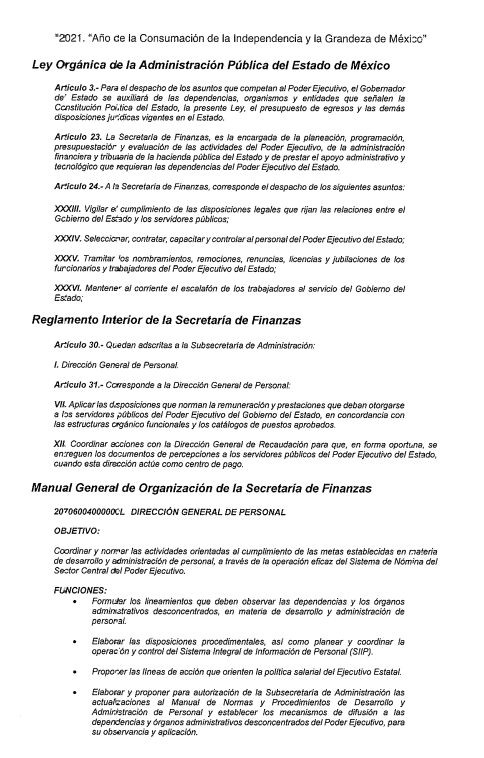 "2021. "Año de la Consumación de la Independencia y la Grandeza de México"
Ley Orgánica de la Administración Pública del Estado de México
Artículo 3.- Para el despacho de los asuntos que competan al Poder Ejecutivo, el Gobernador
del Estado se auxiliará de las dependencias, organismos y entidades que señalen la
Constitución Política del Estado, la presente Ley, el presupuesto de egresos y las demás
disposiciones jurídicas vigentes en el Estado.
Artículo 23. La Secretaría de Finanzas, es la encargada de la planeación, programación,
presupuestación y evaluación de las actividades del Poder Ejecutivo, de la administración
financiera y tributaria de la hacienda pública del Estado y de prestar el apoyo administrativo y
tecnológico que requieran las dependencias del Poder Ejecutivo del Estado.
Artículo 24.- A la Secretaría de Finanzas, corresponde el despacho de los siguientes asuntos:
XXXIII. Vigilar el cumplimiento de las disposiciones legales que rijan las relaciones entre el
Gobierno del Estado y los servidores públicos;
XXXIV. Seleccionar, contratar, capacitar y controlar al personal del Poder Ejecutivo del Estado;
XXXV. Tramitar los nombramientos, remociones, renuncias, licencias y jubilaciones de los
funcionarios y trabajadores del Poder Ejecutivo del Estado;
XXXVI. Mantener al corriente el escalafón de los trabajadores al servicio del Gobierno del
Estado;
Reglamento Interior de la Secretaría de Finanzas
Artículo 30.- Quedan adscritas a la Subsecretaría de Administración:
I. Dirección General de Personal.
Artículo 31.- Corresponde a la Dirección General de Personal:
VII. Aplicar las disposiciones que norman la remuneración y prestaciones que deban otorgarse
a los servidores públicos del Poder Ejecutivo del Gobierno del Estado, en concordancia con
las estructuras orgánico funcionales y los catálogos de puestos aprobados.
XII. Coordinar acciones con la Dirección General de Recaudación para que, en forma oportuna, se
entreguen los documentos de percepciones a los servidores públicos del Poder Ejecutivo del Estado,
cuando esta dirección actúe como centro de pago.
Manual General de Organización de la Secretaría de Finanzas
20706004000000L DIRECCIÓN GENERAL DE PERSONAL
OBJETIVO:
Coordinar y normar las actividades orientadas al cumplimiento de las metas establecidas en materia
de desarrollo y administración de personal, a través de la operación eficaz del Sistema de Nómina del
Sector Central del Poder Ejecutivo.
FUNCIONES:
• Formular los lineamientos que deben observar las dependencias y los órganos
administrativos desconcentrados, en materia de desarrollo y administración de
personal.
• Elaborar las disposiciones procedimentales, así como planear y coordinar la
operación y control del Sistema Integral de Información de Personal (SIIP).
• Proponer las líneas de acción que orienten la política salarial del Ejecutivo Estatal.
• Elaborar y proponer para autorización de la Subsecretaría de Administración las
actualizaciones al Manual de Normas y Procedimientos de Desarrollo y
Administración de Personal y establecer los mecanismos de difusión a las
dependencias y órganos administrativos desconcentrados del Poder Ejecutivo, para
su observancia y aplicación.